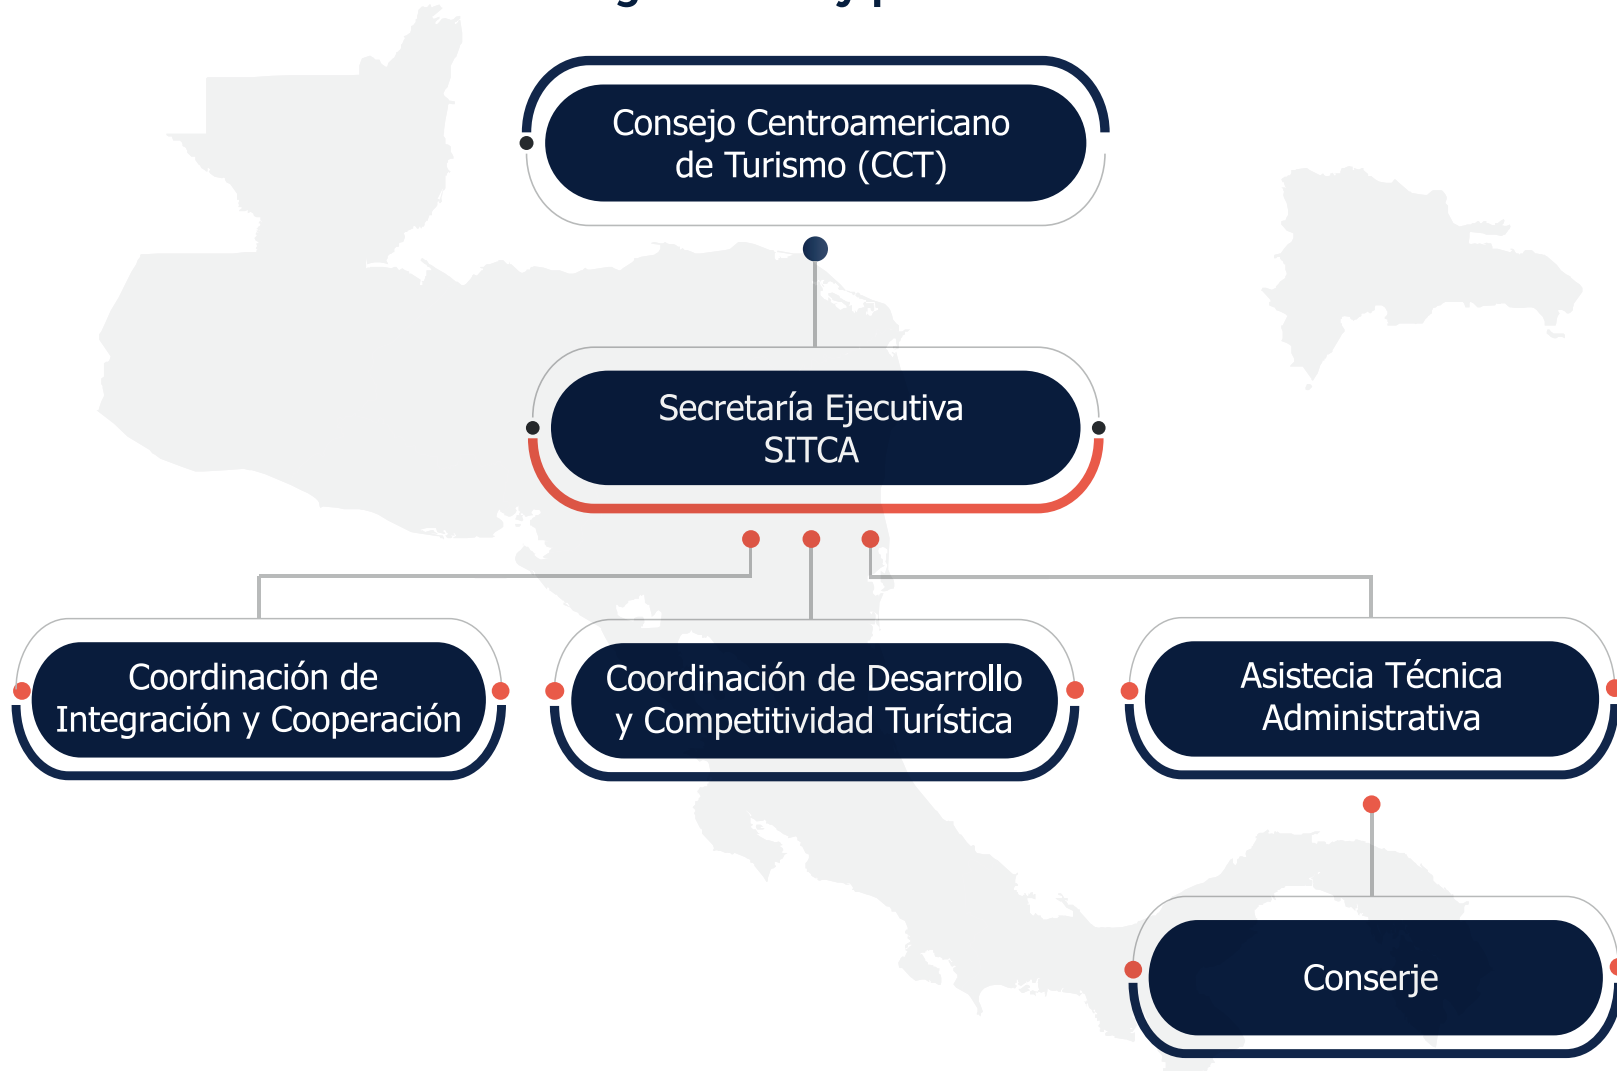 Consejo Centroamericano
de Turismo (CCT)
Secretaría Ejecutiva
SITCA
Coordinación de
Integración y Cooperación
Coordinación de Desarrollo
y Competitividad Turística
Asistecia Técnica
Administrativa
Conserje